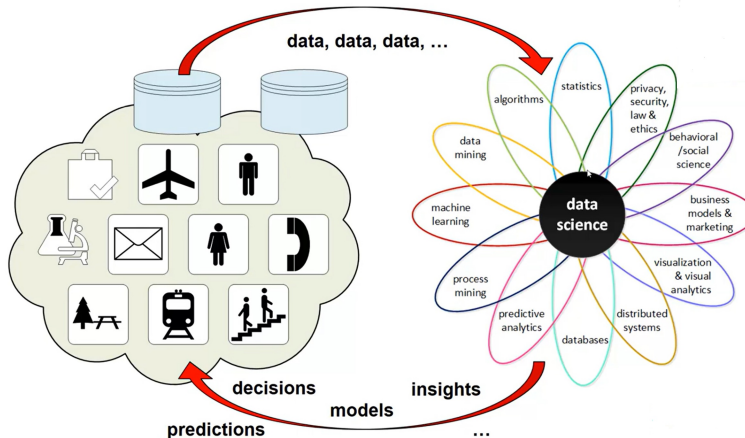 data, data, data, ...
statistics
privacy,
security,
law &
ethics
behavioral
/social
science
business
models &
marketing
visualization
& visual
analytics
distributed
systems
databases
predictive
analytics
process
mining
machine
learning
data
mining
algorithms
data
science
decisions
insights
models
predictions
...